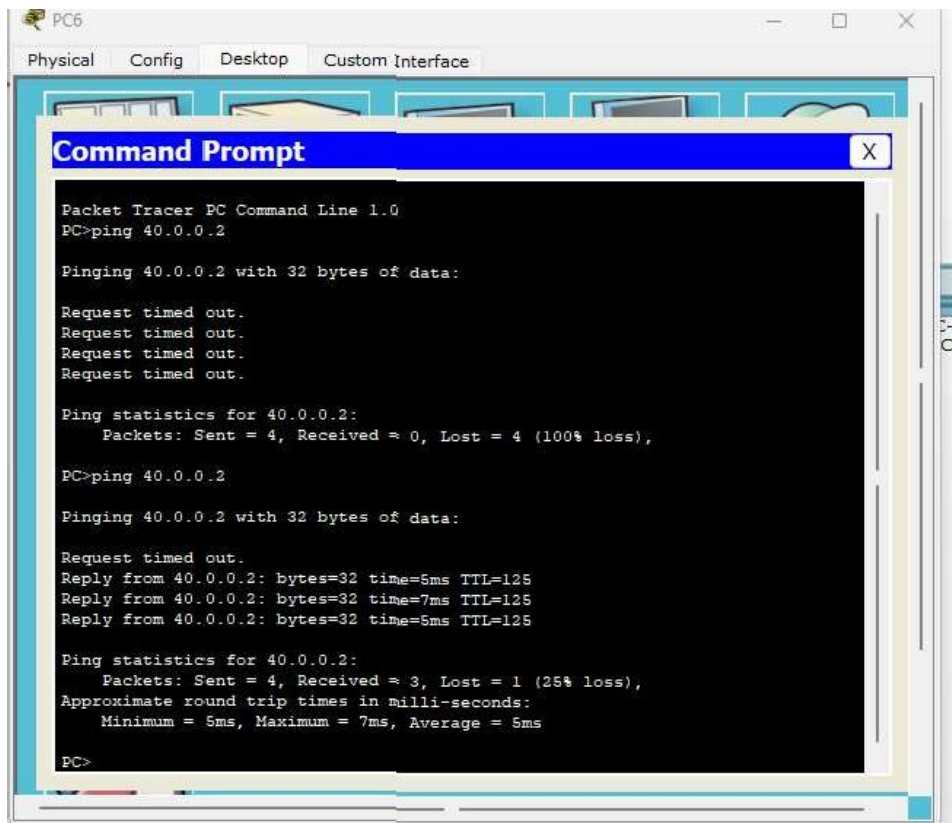 PC6
Physical Config Desktop Custom Interface
Command Prompt
X
Packet Tracer PC Command Line 1.0
PC>ping 40.0.0.2
Pinging 40.0.0.2 with 32 bytes of data:
Request timed out.
Request timed out.
Request timed out.
Request timed out.
Ping statistics for 40.0.0.2:
Packets: Sent = 4, Received = 0, Lost = 4 (100% loss),
PC>ping 40.0.0.2
Pinging 40.0.0.2 with 32 bytes of data:
Request timed out.
Reply from 40.0.0.2: bytes=32 time=5ms TTL=125
Reply from 40.0.0.2: bytes=32 time=7ms TTL=125
Reply from 40.0.0.2: bytes=32 time=5ms TTL=125
Ping statistics for 40.0.0.2:
Packets: Sent = 4, Received = 3, Lost = 1 (25% loss),
Approximate round trip times in milli-seconds:
Minimum = 5ms, Maximum = 7ms, Average = 5ms
PC>